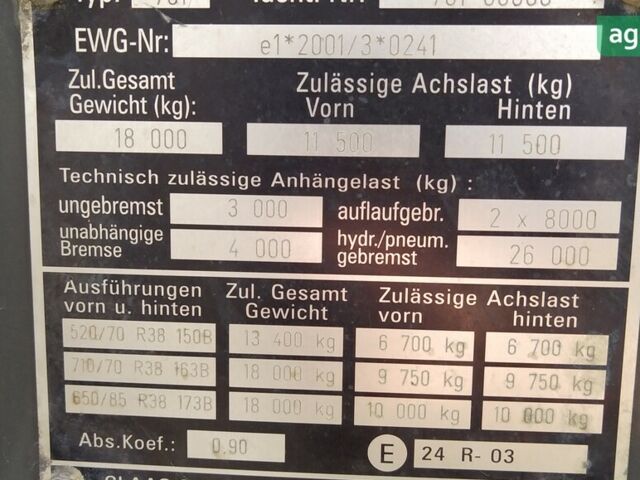 EWG-Nr: e1*2001/3*0241
ag
Zul.Gesamt Zulässige Achslast (kg)
Gewicht (kg): Vorn Hinten
18 000 11 500 11 500
Technisch zulässige Anhängelast (kg) :
ungebremst 3 000 auflaufgebr. 2 x 8000
unabhängige Bremse 4 000 hydr./pneum. gebremst 26 000
Ausführungen Zul. Gesamt Zulässige Achslast
vorn u. hinten Gewicht vorn hinten
520/70 R38 150B 13 400 kg 6 700 kg 6 700 kg
710/70 R38 163B 18 000 kg 9 750 kg 9 750 kg
650/85 R38 173B 18 000 kg 10 000 kg 10 000 kg
Abs.Koef.: 0.90 E 24 R- 03